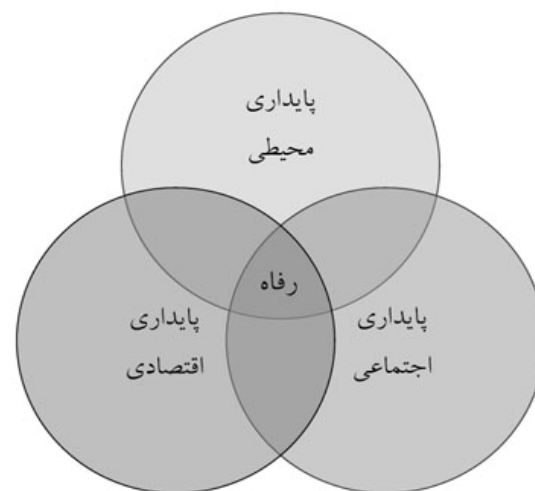 پایداری
محیطی
رفاه
پایداری
اجتماعی
پایداری
اقتصادی